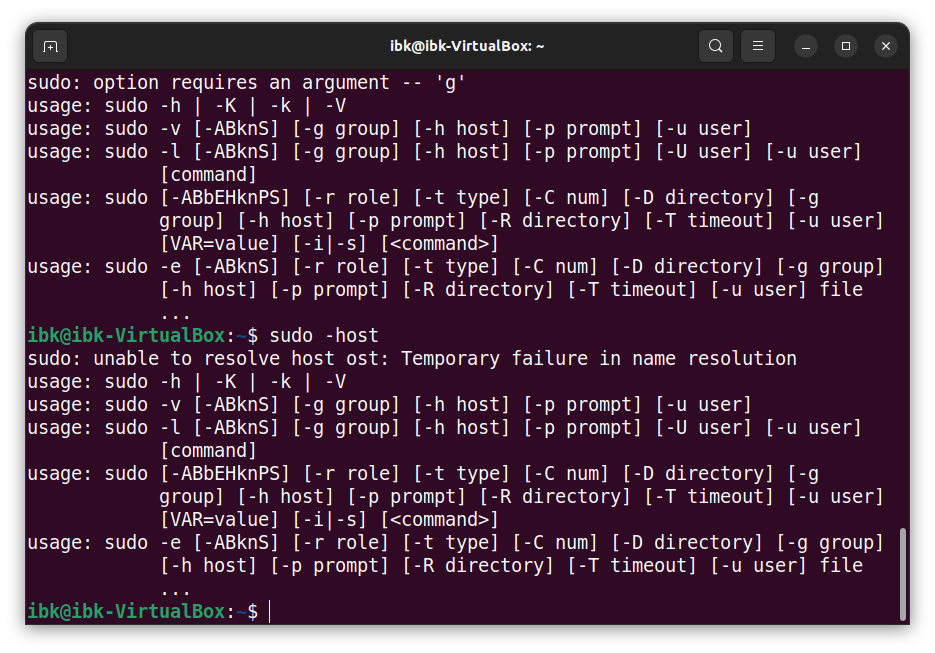 ibk@ibk-VirtualBox: ~
sudo: option requires an argument -- 'g'
usage: sudo -h | -K | -k | -V
usage: sudo -v [-ABknS] [-g group] [-h host] [-p prompt] [-u user]
usage: sudo -l [-ABknS] [-g group] [-h host] [-p prompt] [-U user] [-u user]
            [command]
usage: sudo [-ABbEHknPS] [-r role] [-t type] [-C num] [-D directory] [-g
            group] [-h host] [-p prompt] [-R directory] [-T timeout] [-u user]
            [VAR=value] [-i|-s] [<command>]
usage: sudo -e [-ABknS] [-r role] [-t type] [-C num] [-D directory] [-g group]
            [-h host] [-p prompt] [-R directory] [-T timeout] [-u user] file
            ...
ibk@ibk-VirtualBox:~$ sudo -host
sudo: unable to resolve host ost: Temporary failure in name resolution
usage: sudo -h | -K | -k | -V
usage: sudo -v [-ABknS] [-g group] [-h host] [-p prompt] [-u user]
usage: sudo -l [-ABknS] [-g group] [-h host] [-p prompt] [-U user] [-u user]
            [command]
usage: sudo [-ABbEHknPS] [-r role] [-t type] [-C num] [-D directory] [-g
            group] [-h host] [-p prompt] [-R directory] [-T timeout] [-u user]
            [VAR=value] [-i|-s] [<command>]
usage: sudo -e [-ABknS] [-r role] [-t type] [-C num] [-D directory] [-g group]
            [-h host] [-p prompt] [-R directory] [-T timeout] [-u user] file
            ...
ibk@ibk-VirtualBox:~$